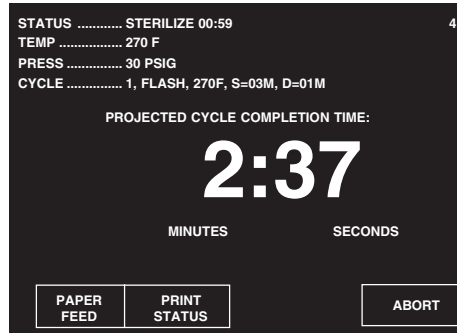 STATUS ............ STERILIZE 00:59 4
TEMP ................. 270 F
PRESS ............... 30 PSIG
CYCLE ............... 1, FLASH, 270F, S=03M, D=01M
PROJECTED CYCLE COMPLETION TIME:
2:37
MINUTES SECONDS
PAPER FEED
PRINT STATUS
ABORT